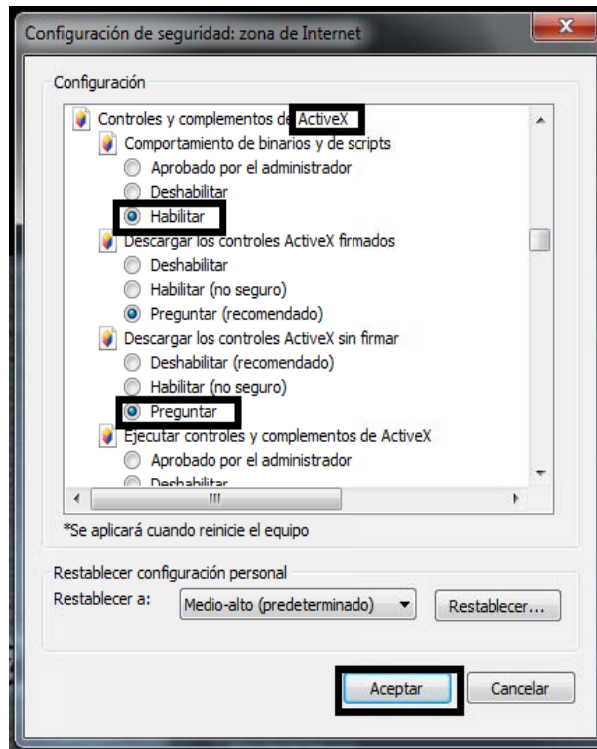 Configuración de seguridad: zona de Internet
Configuración
Controles y complementos de ActiveX
Comportamiento de binarios y de scripts
Aprobado por el administrador
Deshabilitar
Habilitar
Descargar los controles ActiveX firmados
Deshabilitar
Habilitar (no seguro)
Preguntar (recomendado)
Descargar los controles ActiveX sin firmar
Deshabilitar (recomendado)
Habilitar (no seguro)
Preguntar
Ejecutar controles y complementos de ActiveX
Aprobado por el administrador
Deshabilitar
*Se aplicará cuando reinicie el equipo
Restablecer configuración personal
Restablecer a: Medio-alto (predeterminado) Restablecer...
Aceptar Cancelar